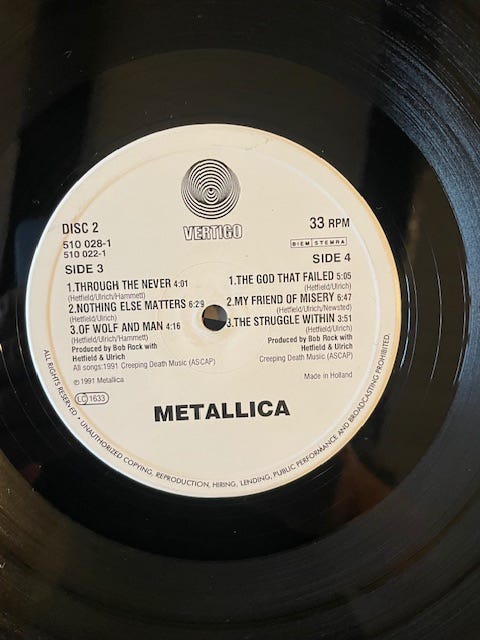 VERTIGO
DISC 2
510 028-1
510 022-1
SIDE 3
1.THROUGH THE NEVER 4:01
(Hetfield/Ulrich/Hammett)
2.NOTHING ELSE MATTERS 6:29
(Hetfield/Ulrich)
3.OF WOLF AND MAN 4:16
(Hetfield/Ulrich/Hammett)
Produced by Bob Rock with
Hetfield & Ulrich
All songs:1991 Creeping Death Music (ASCAP)
℗ 1991 Metallica
LC 1633
33 RPM
BIEM STEMRA
SIDE 4
1.THE GOD THAT FAILED 5:05
(Hetfield/Ulrich)
2.MY FRIEND OF MISERY 6:47
(Hetfield/Ulrich/Newsted)
3.THE STRUGGLE WITHIN 3:51
(Hetfield/Ulrich)
Produced by Bob Rock with
Hetfield & Ulrich
Creeping Death Music (ASCAP)
Made in Holland
METALLICA
ALL RIGHTS RESERVED • UNAUTHORIZED COPYING, REPRODUCTION, HIRING, LENDING, PUBLIC PERFORMANCE AND BROADCASTING PROHIBITED.